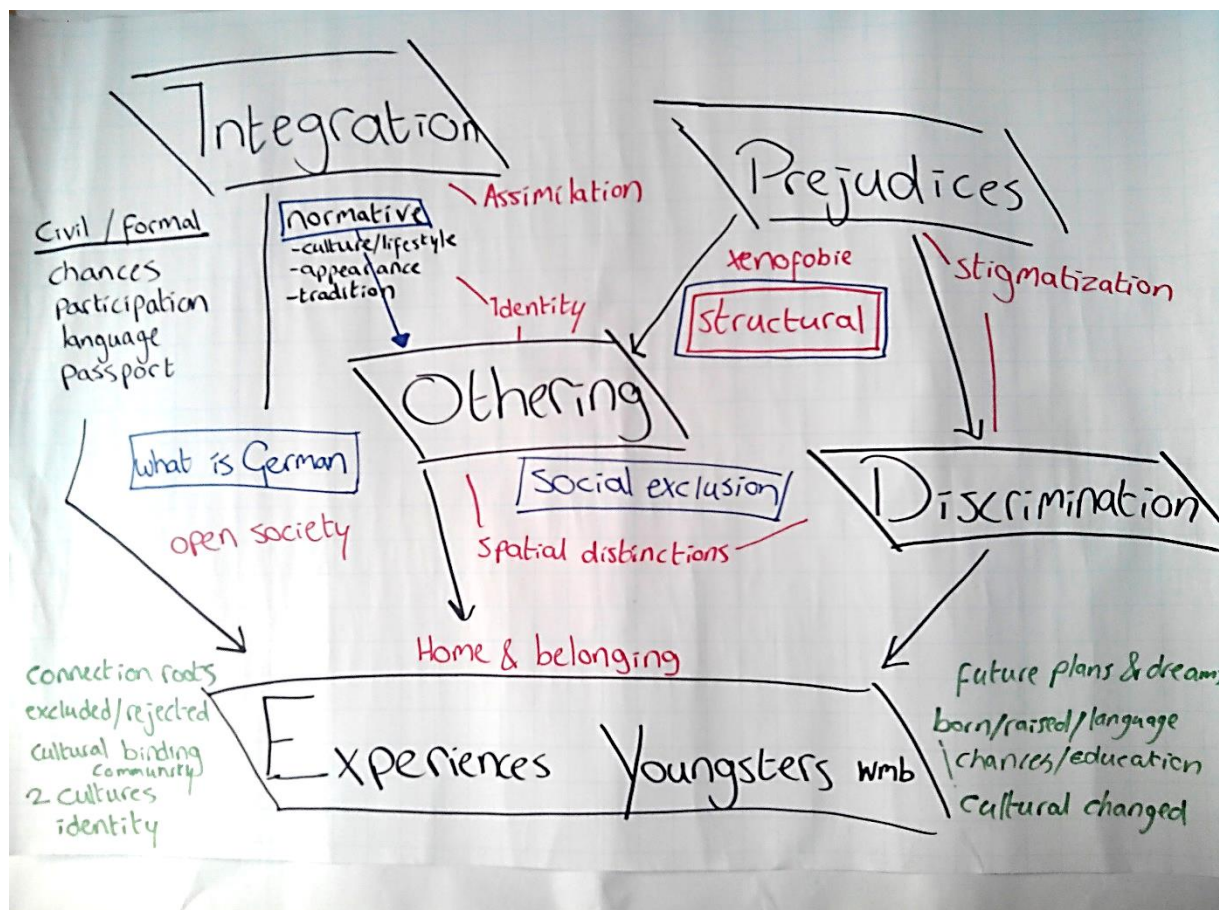 Integration
Prejudices
Assimilation
Civil / formal
chances
participation
language
passport
normative
-culture/lifestyle
-appearance
-tradition
Identity
xenofobie
structural
stigmatization
Othering
what is German
open society
social exclusion
spatial distinctions
Discrimination
Home & belonging
connection roots
excluded/rejected
cultural binding
community
2 cultures
identity
Experiences Youngsters wmb
future plans & dreams
born/raised/language
chances/education
cultural changed